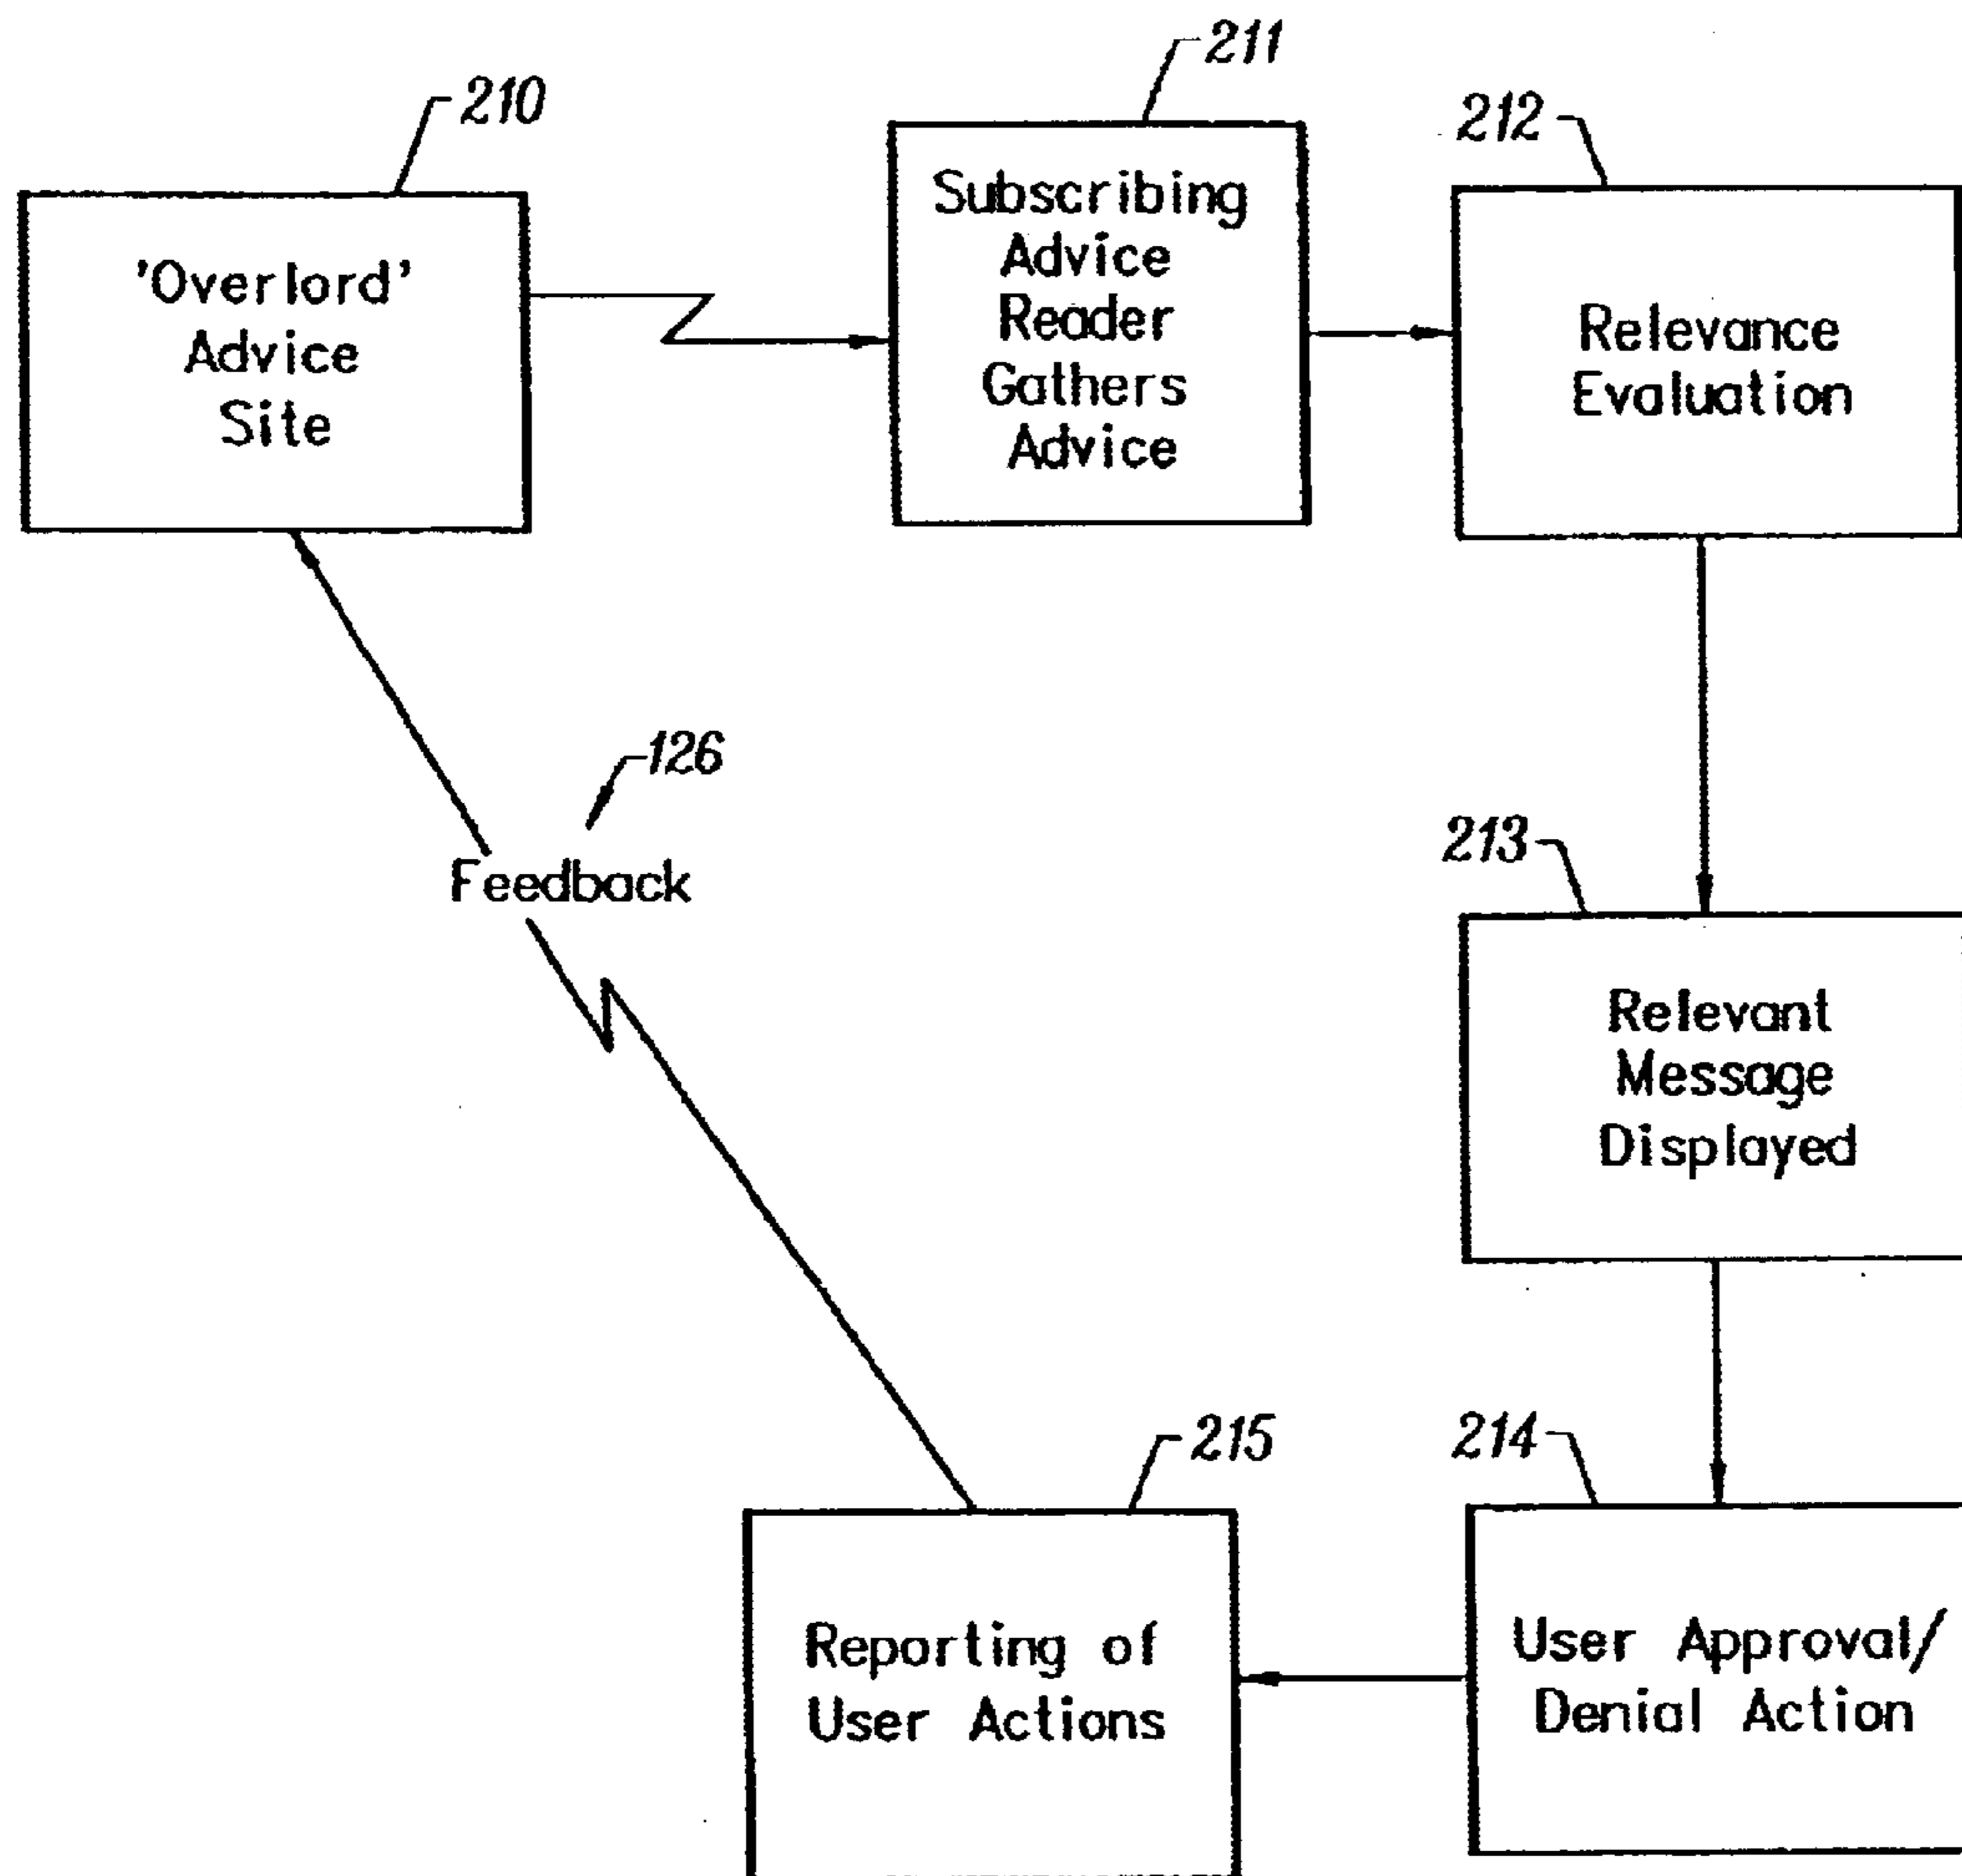 210
'Overlord'
Advice
Site
211
Subscribing
Advice
Reader
Gathers
Advice
212
Relevance
Evaluation
126
Feedback
213
Relevant
Message
Displayed
214
User Approval/
Denial Action
215
Reporting of
User Actions